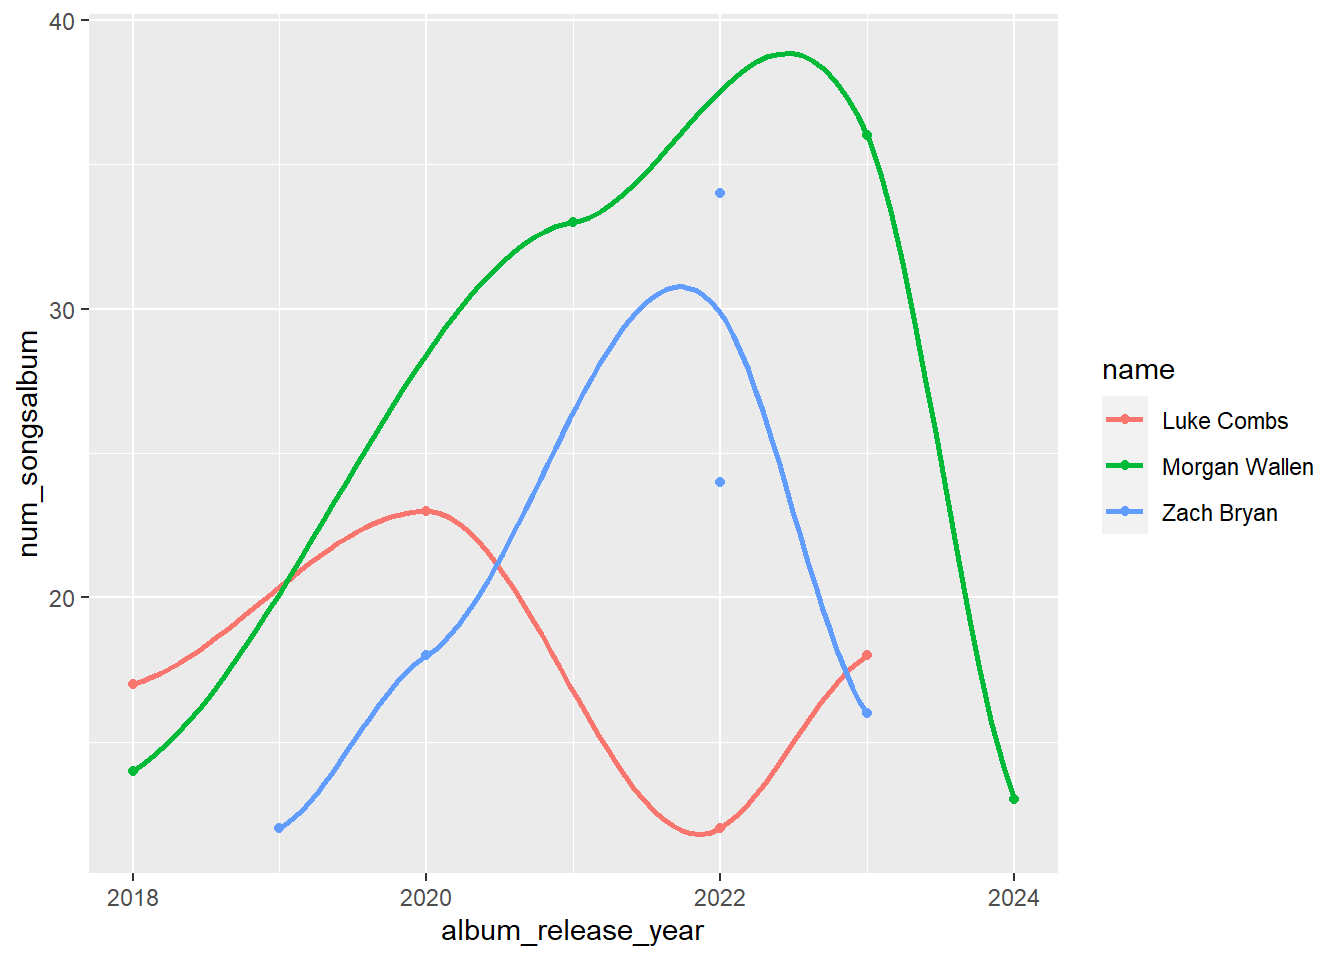 40
30
20
num_songsalbum
2018
2020
2022
2024
album_release_year
name
Luke Combs
Morgan Wallen
Zach Bryan